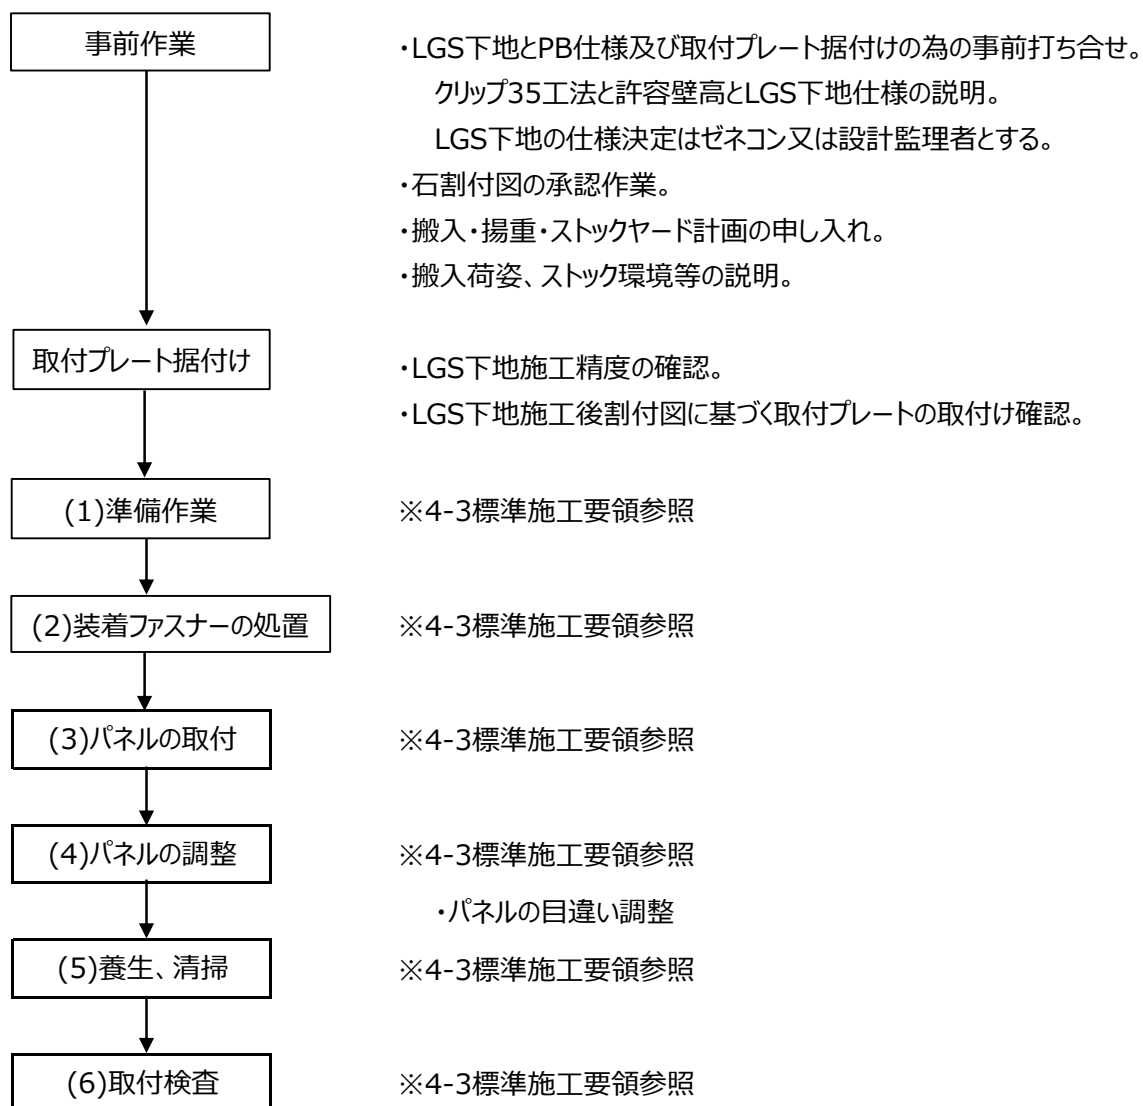 事前作業
・LGS下地とPB仕様及び取付プレート据付けの為の事前打ち合せ。
クリップ35工法と許容壁高とLGS下地仕様の説明。
LGS下地の仕様決定はゼネコン又は設計監理者とする。
・石割付図の承認作業。
・搬入・揚重・ストックヤード計画の申し入れ。
・搬入荷姿、ストック環境等の説明。
取付プレート据付け
・LGS下地施工精度の確認。
・LGS下地施工後割付図に基づく取付プレートの取付け確認。
(1)準備作業
※4-3標準施工要領参照
(2)装着ファスナーの処置
※4-3標準施工要領参照
(3)パネルの取付
※4-3標準施工要領参照
(4)パネルの調整
※4-3標準施工要領参照
・パネルの目違い調整
(5)養生、清掃
※4-3標準施工要領参照
(6)取付検査
※4-3標準施工要領参照